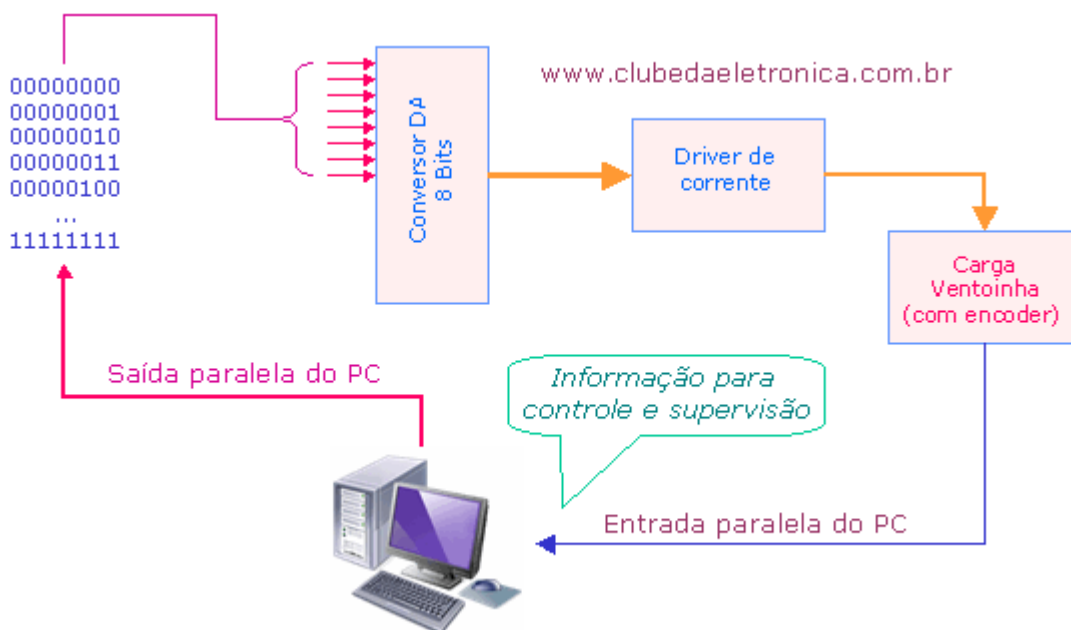 00000000
00000001
00000010
00000011
00000100
...
11111111
Conversor DA
8 Bits
www.clubedaeletronica.com.br
Driver de
corrente
Carga
Ventoinha
(com encoder)
Saída paralela do PC
Informação para
controle e supervisão
Entrada paralela do PC